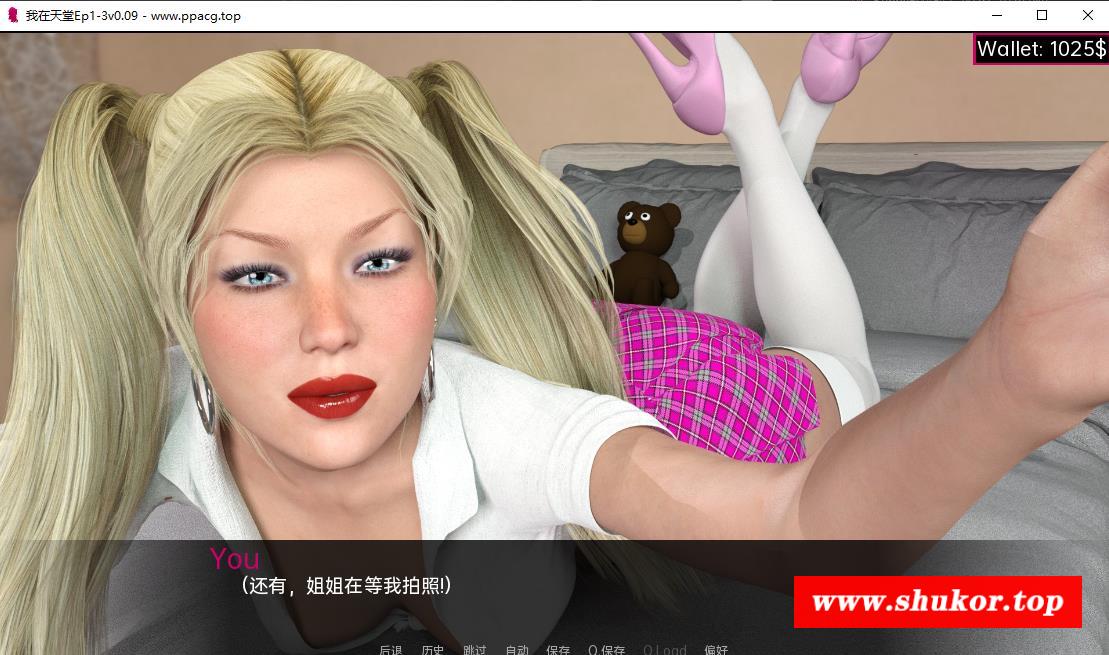 我在天堂Ep1-3v0.09 - www.ppacg.top
Wallet: 1025$
You
（还有，姐姐在等我拍照!）
www.shukor.top
后退 历史 跳过 自动 保存 Q.保存 Q.Load 偏好